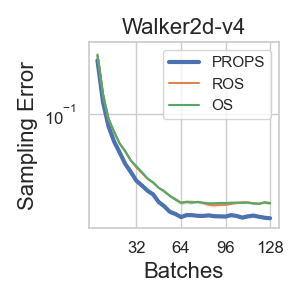 Walker2d-v4
PROPS
ROS
OS
Sampling Error
10⁻¹
32 64 96 128
Batches